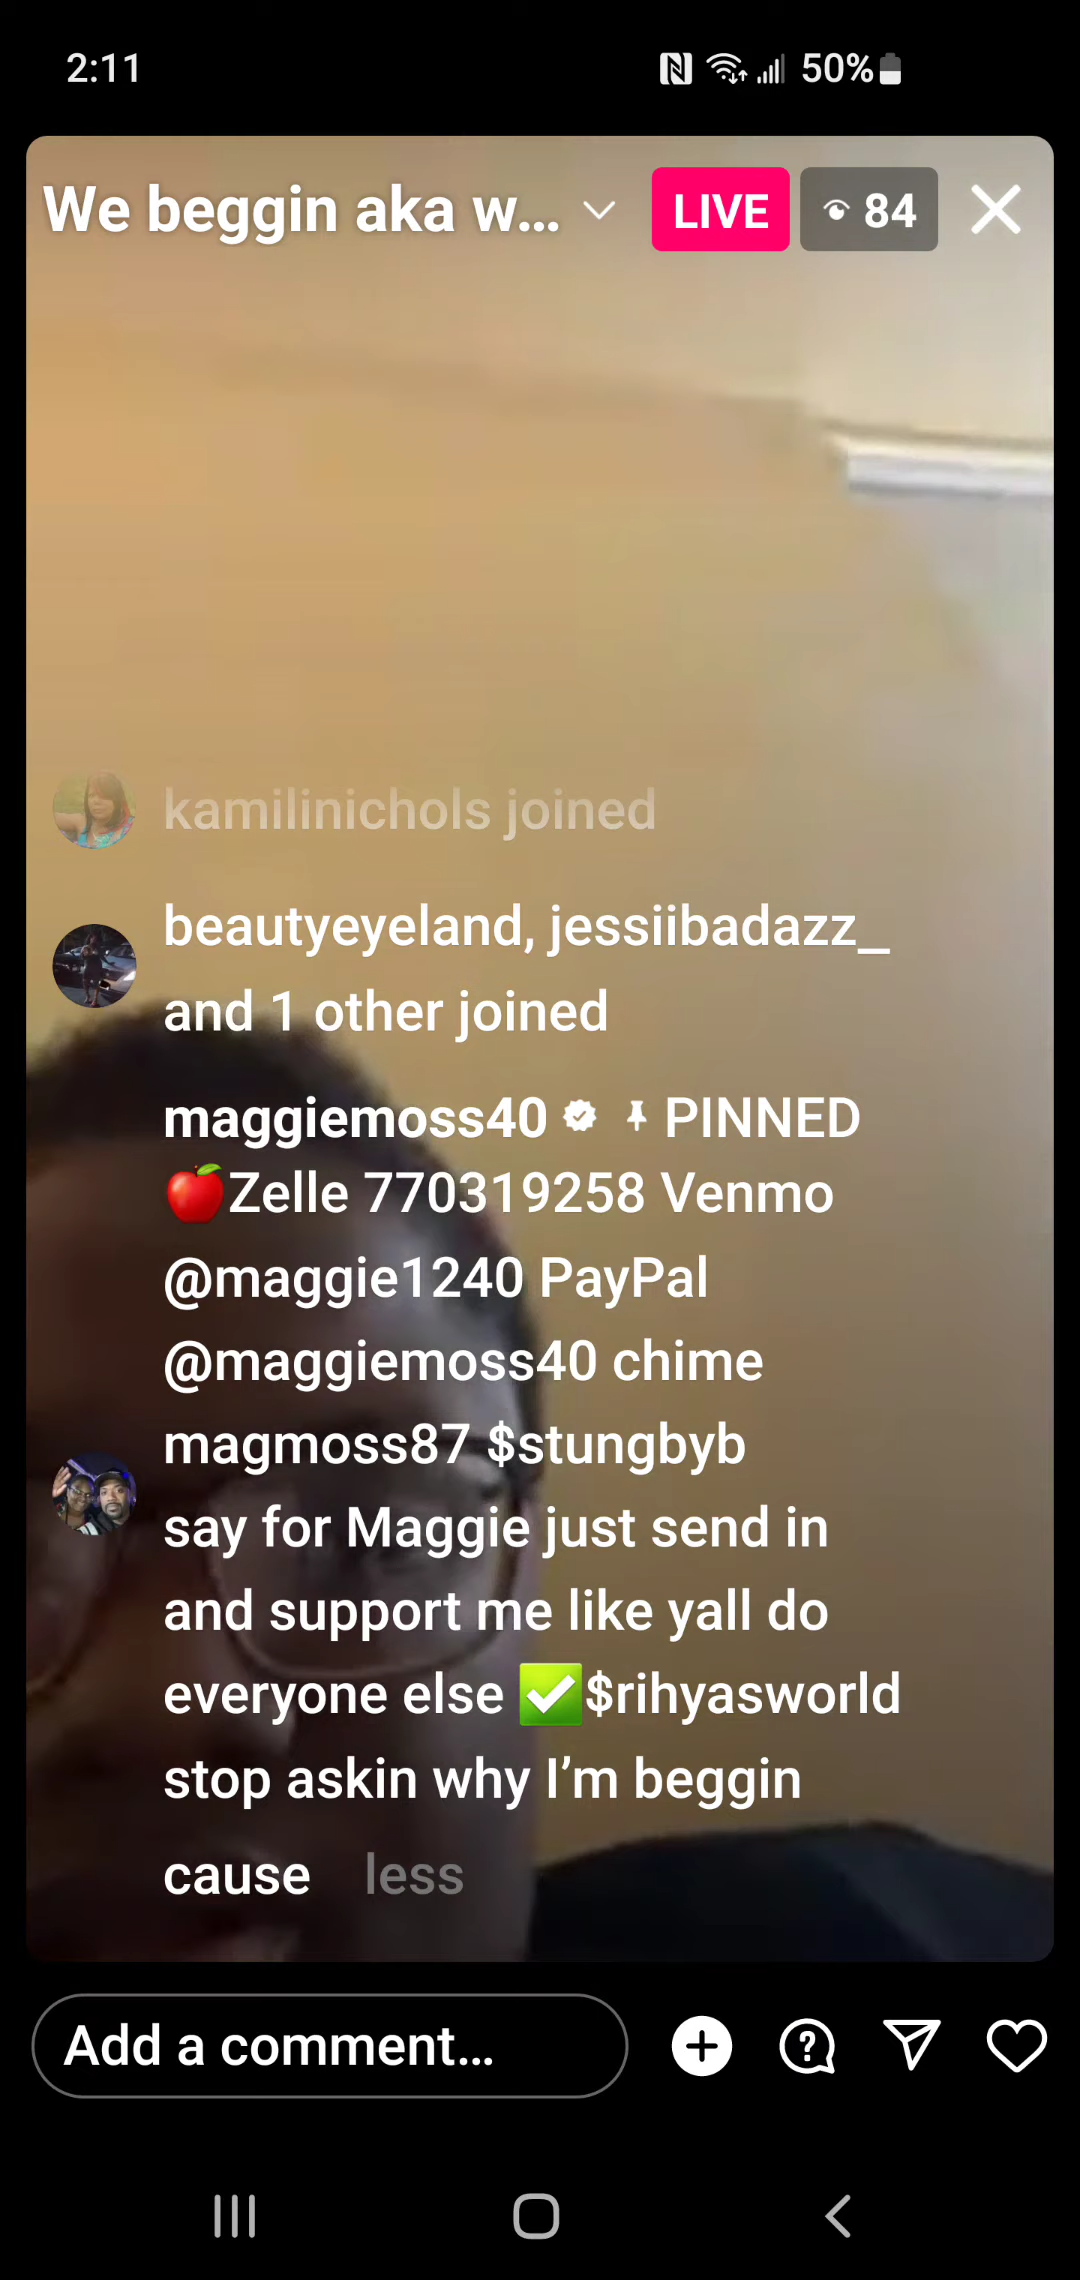 2:11
50%
We beggin aka w...
LIVE
84
kamilinichols joined
beautyeyeland, jessiibadazz_
and 1 other joined
maggiemoss40 PINNED
🍎Zelle 770319258 Venmo
@maggie1240 PayPal
@maggiemoss40 chime
magmoss87 $stungbyb
say for Maggie just send in
and support me like yall do
everyone else ✅$rihyasworld
stop askin why I’m beggin
cause less
Add a comment...